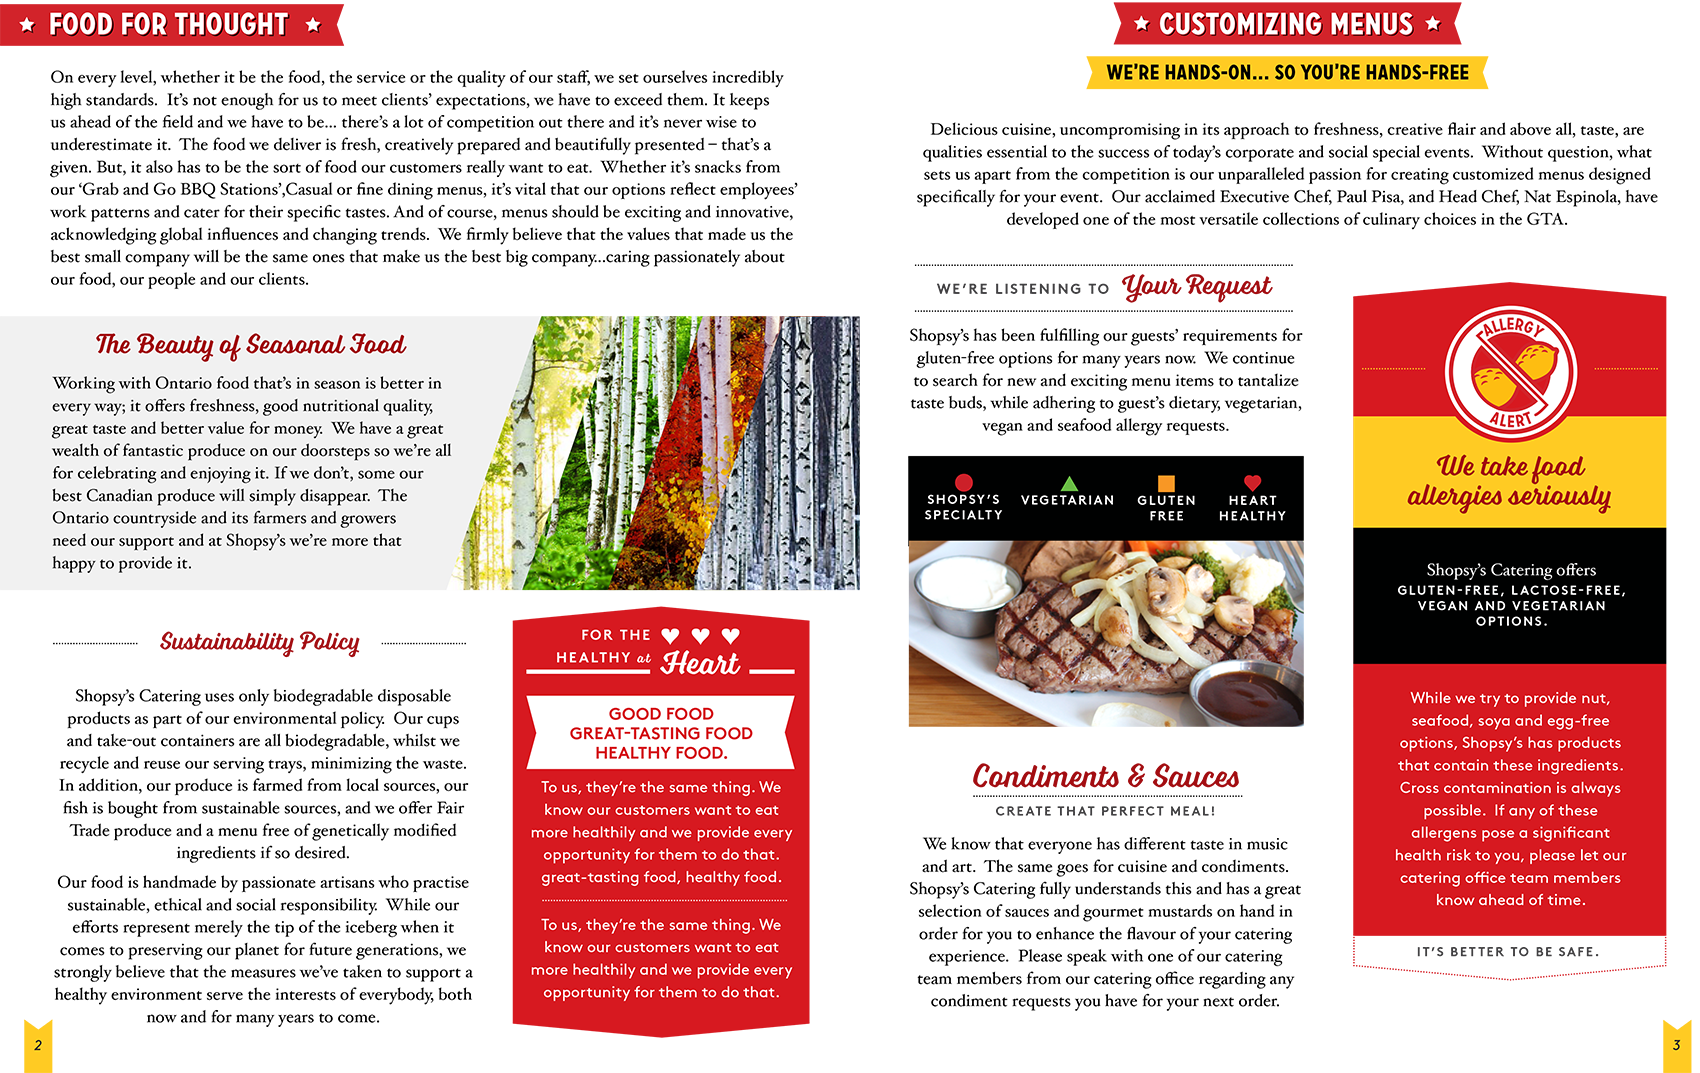 FOOD FOR THOUGHT
On every level, whether it be the food, the service or the quality of our staff, we set ourselves incredibly
high standards.  It's not enough for us to meet clients' expectations, we have to exceed them. It keeps
us ahead of the field and we have to be... there's a lot of competition out there and it's never wise to
underestimate it.  The food we deliver is fresh, creatively prepared and beautifully presented – that's a
given. But, it also has to be the sort of food our customers really want to eat.  Whether it's snacks from
our 'Grab and Go BBQ Stations',Casual or fine dining menus, it's vital that our options reflect employees'
work patterns and cater for their specific tastes. And of course, menus should be exciting and innovative,
acknowledging global influences and changing trends.  We firmly believe that the values that made us the
best small company will be the same ones that make us the best big company...caring passionately about
our food, our people and our clients.
The Beauty of Seasonal Food
Working with Ontario food that's in season is better in
every way; it offers freshness, good nutritional quality,
great taste and better value for money.  We have a great
wealth of fantastic produce on our doorsteps so we're all
for celebrating and enjoying it. If we don't, some our
best Canadian produce will simply disappear.  The
Ontario countryside and its farmers and growers
need our support and at Shopsy's we're more that
happy to provide it.
Sustainability Policy
Shopsy's Catering uses only biodegradable disposable
products as part of our environmental policy.  Our cups
and take-out containers are all biodegradable, whilst we
recycle and reuse our serving trays, minimizing the waste.
In addition, our produce is farmed from local sources, our
fish is bought from sustainable sources, and we offer Fair
Trade produce and a menu free of genetically modified
ingredients if so desired.
Our food is handmade by passionate artisans who practise
sustainable, ethical and social responsibility.  While our
efforts represent merely the tip of the iceberg when it
comes to preserving our planet for future generations, we
strongly believe that the measures we've taken to support a
healthy environment serve the interests of everybody, both
now and for many years to come.
FOR THE
HEALTHY at Heart
GOOD FOOD
GREAT-TASTING FOOD
HEALTHY FOOD.
To us, they're the same thing. We
know our customers want to eat
more healthily and we provide every
opportunity for them to do that.
great-tasting food, healthy food.
To us, they're the same thing. We
know our customers want to eat
more healthily and we provide every
opportunity for them to do that.
2
CUSTOMIZING MENUS
WE'RE HANDS-ON... SO YOU'RE HANDS-FREE
Delicious cuisine, uncompromising in its approach to freshness, creative flair and above all, taste, are
qualities essential to the success of today's corporate and social special events.  Without question, what
sets us apart from the competition is our unparalleled passion for creating customized menus designed
specifically for your event.  Our acclaimed Executive Chef, Paul Pisa, and Head Chef, Nat Espinola, have
developed one of the most versatile collections of culinary choices in the GTA.
WE'RE LISTENING TO Your Request
Shopsy's has been fulfilling our guests' requirements for
gluten-free options for many years now.  We continue
to search for new and exciting menu items to tantalize
taste buds, while adhering to guest's dietary, vegetarian,
vegan and seafood allergy requests.
SHOPSY'S
SPECIALTY
VEGETARIAN
GLUTEN
FREE
HEART
HEALTHY
Condiments & Sauces
CREATE THAT PERFECT MEAL!
We know that everyone has different taste in music
and art.  The same goes for cuisine and condiments.
Shopsy's Catering fully understands this and has a great
selection of sauces and gourmet mustards on hand in
order for you to enhance the flavour of your catering
experience.  Please speak with one of our catering
team members from our catering office regarding any
condiment requests you have for your next order.
ALLERGY
ALERT
We take food
allergies seriously
Shopsy's Catering offers
GLUTEN-FREE, LACTOSE-FREE,
VEGAN AND VEGETARIAN
OPTIONS.
While we try to provide nut,
seafood, soya and egg-free
options, Shopsy's has products
that contain these ingredients.
Cross contamination is always
possible.  If any of these
allergens pose a significant
health risk to you, please let our
catering office team members
know ahead of time.
IT'S BETTER TO BE SAFE.
3